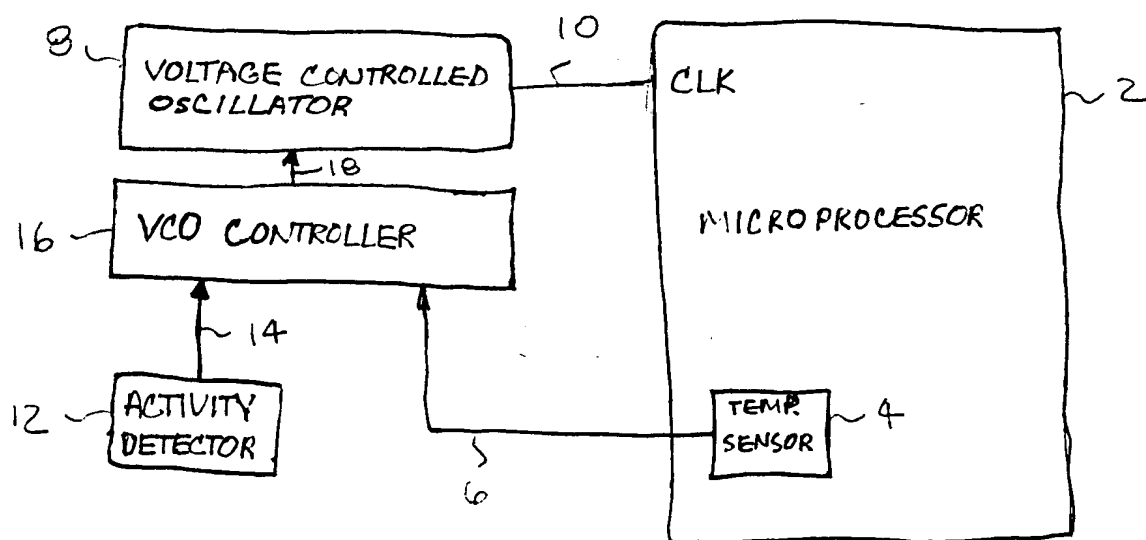 8
VOLTAGE CONTROLLED
OSCILLATOR
10
CLK
2
18
16
VCO CONTROLLER
MICROPROCESSOR
14
12
ACTIVITY
DETECTOR
TEMP.
SENSOR
4
6